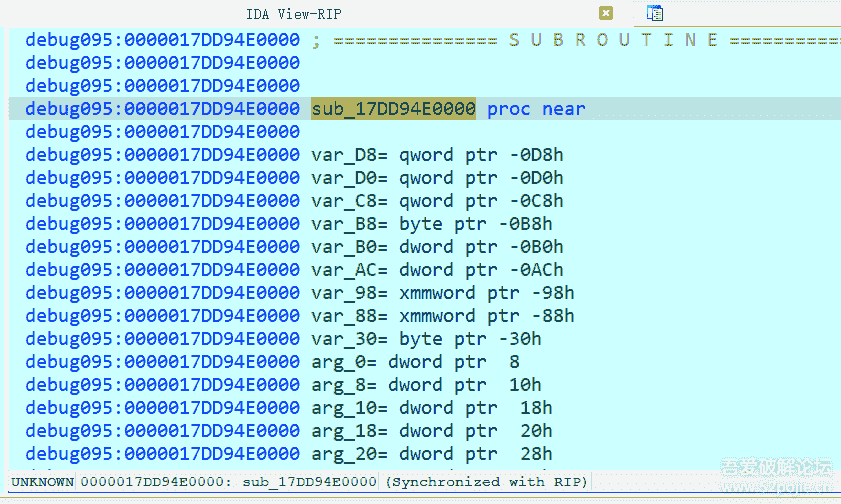 IDA View-RIP
debug095:0000017DD94E0000 ; =============== S U B R O U T I N E ===========
debug095:0000017DD94E0000
debug095:0000017DD94E0000
debug095:0000017DD94E0000 sub_17DD94E0000 proc near
debug095:0000017DD94E0000
debug095:0000017DD94E0000 var_D8= qword ptr -0D8h
debug095:0000017DD94E0000 var_D0= qword ptr -0D0h
debug095:0000017DD94E0000 var_C8= qword ptr -0C8h
debug095:0000017DD94E0000 var_B8= byte ptr -0B8h
debug095:0000017DD94E0000 var_B0= dword ptr -0B0h
debug095:0000017DD94E0000 var_AC= dword ptr -0ACh
debug095:0000017DD94E0000 var_98= xmmword ptr -98h
debug095:0000017DD94E0000 var_88= xmmword ptr -88h
debug095:0000017DD94E0000 var_30= byte ptr -30h
debug095:0000017DD94E0000 arg_0= dword ptr  8
debug095:0000017DD94E0000 arg_8= dword ptr  10h
debug095:0000017DD94E0000 arg_10= dword ptr  18h
debug095:0000017DD94E0000 arg_18= dword ptr  20h
debug095:0000017DD94E0000 arg_20= dword ptr  28h
UNKNOWN 0000017DD94E0000: sub_17DD94E0000 (Synchronized with RIP)
吾爱破解论坛
www.52pojie.cn